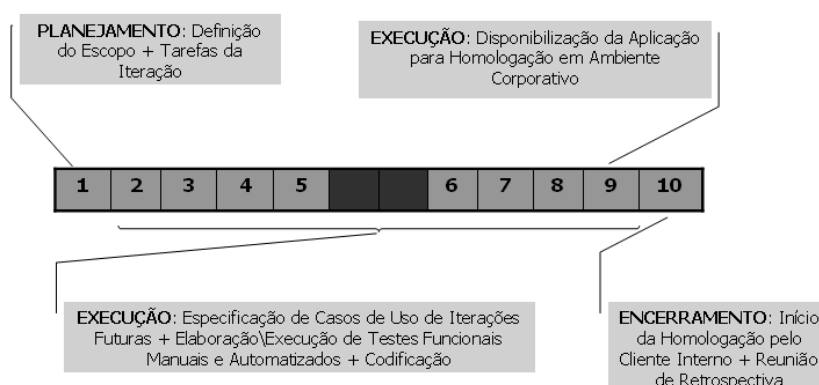 PLANEJAMENTO: Definição
do Escopo + Tarefas da
Iteração
EXECUÇÃO: Disponibilização da Aplicação
para Homologação em Ambiente
Corporativo
1 2 3 4 5 6 7 8 9 10
EXECUÇÃO: Especificação de Casos de Uso de Iterações
Futuras + Elaboração\Execução de Testes Funcionais
Manuais e Automatizados + Codificação
ENCERRAMENTO: Início
da Homologação pelo
Cliente Interno + Reunião
de Retrospectiva